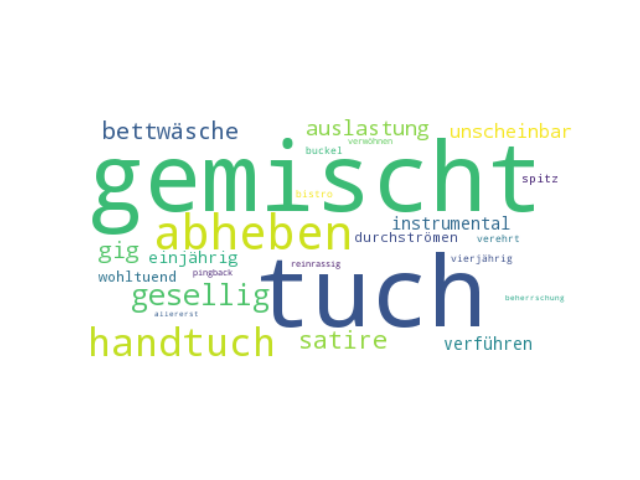 bettwäsche
auslastung
unscheinbar
verwöhnen
buckel
gemischt
spitz
bistro
abheben
instrumental
durchströmen
verehrt
gig
einjährig
vierjährig
reinrassig
wohltuend
pingback
tuch
gesellig
beherrschung
allererst
handtuch
satire
verführen